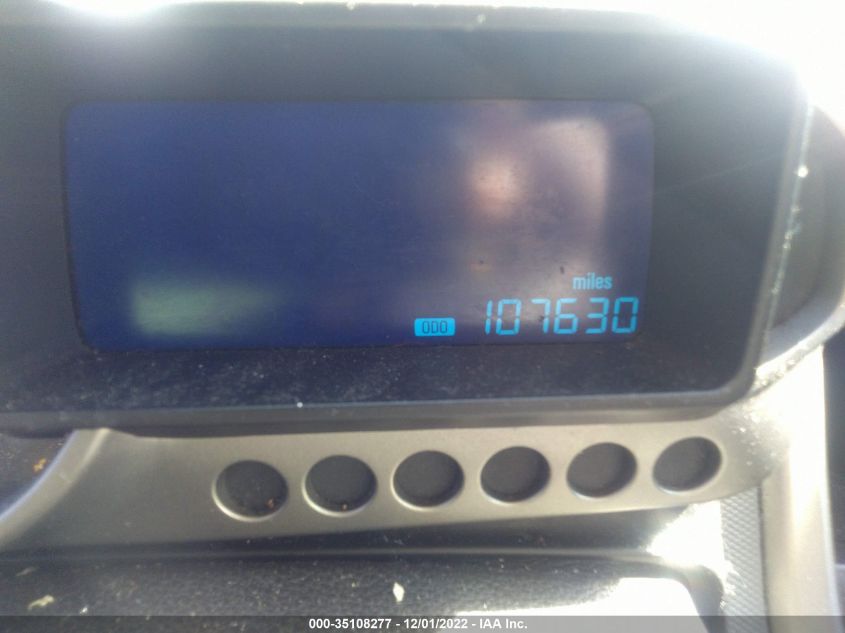 miles
ODO 107630
000-35108277 - 12/01/2022 - IAA Inc.